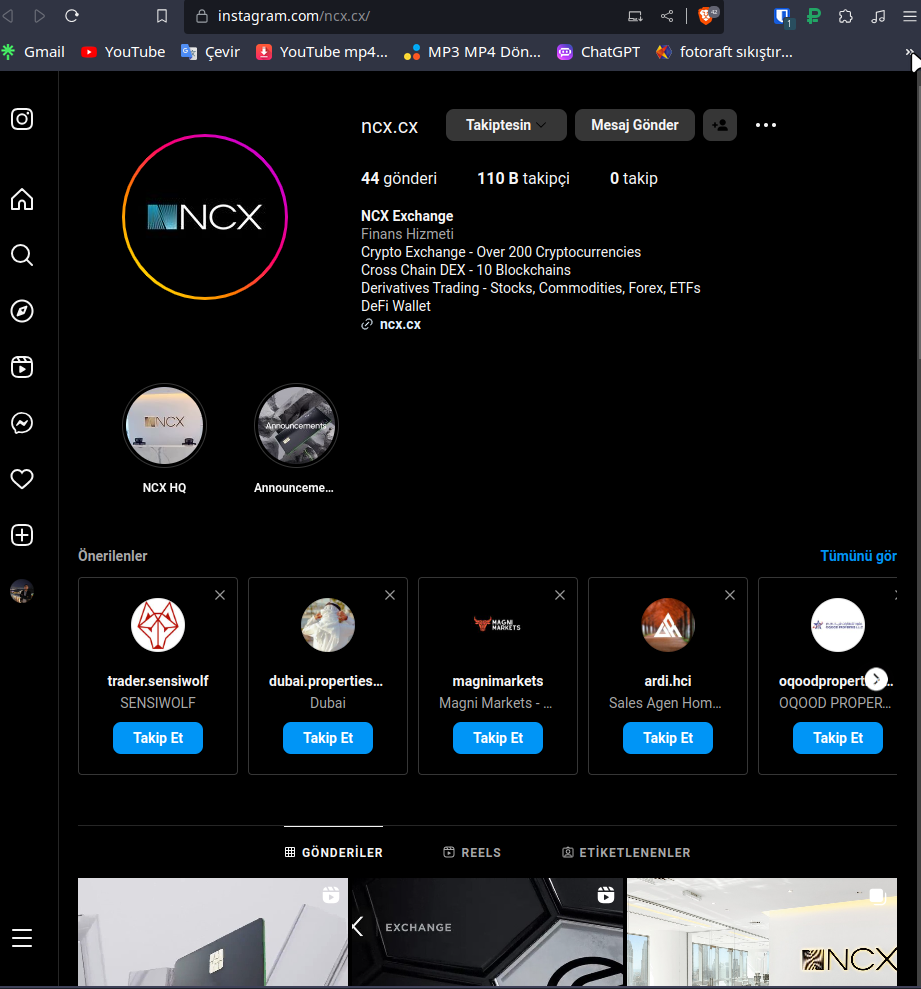 instagram.com/ncx.cx/
42
1
Gmail
YouTube
Çevir
YouTube mp4...
MP3 MP4 Dön...
ChatGPT
fotoraft sıkıştır...
»
NCX
ncx.cx
Takiptesin
Mesaj Gönder
44 gönderi
110 B takipçi
0 takip
NCX Exchange
Finans Hizmeti
Crypto Exchange - Over 200 Cryptocurrencies
Cross Chain DEX - 10 Blockchains
Derivatives Trading - Stocks, Commodities, Forex, ETFs
DeFi Wallet
ncx.cx
NCX
Announcements
NCX HQ
Announceme...
Önerilenler
Tümünü gör
MAGNI
MARKETS
trader.sensiwolf
dubai.properties...
magnimarkets
ardi.hci
oqoodpropert...
SENSIWOLF
Dubai
Magni Markets - ...
Sales Agen Hom...
OQOOD PROPER...
Takip Et
Takip Et
Takip Et
Takip Et
Takip Et
GÖNDERİLER
REELS
ETİKETLENENLER
EXCHANGE
NCX